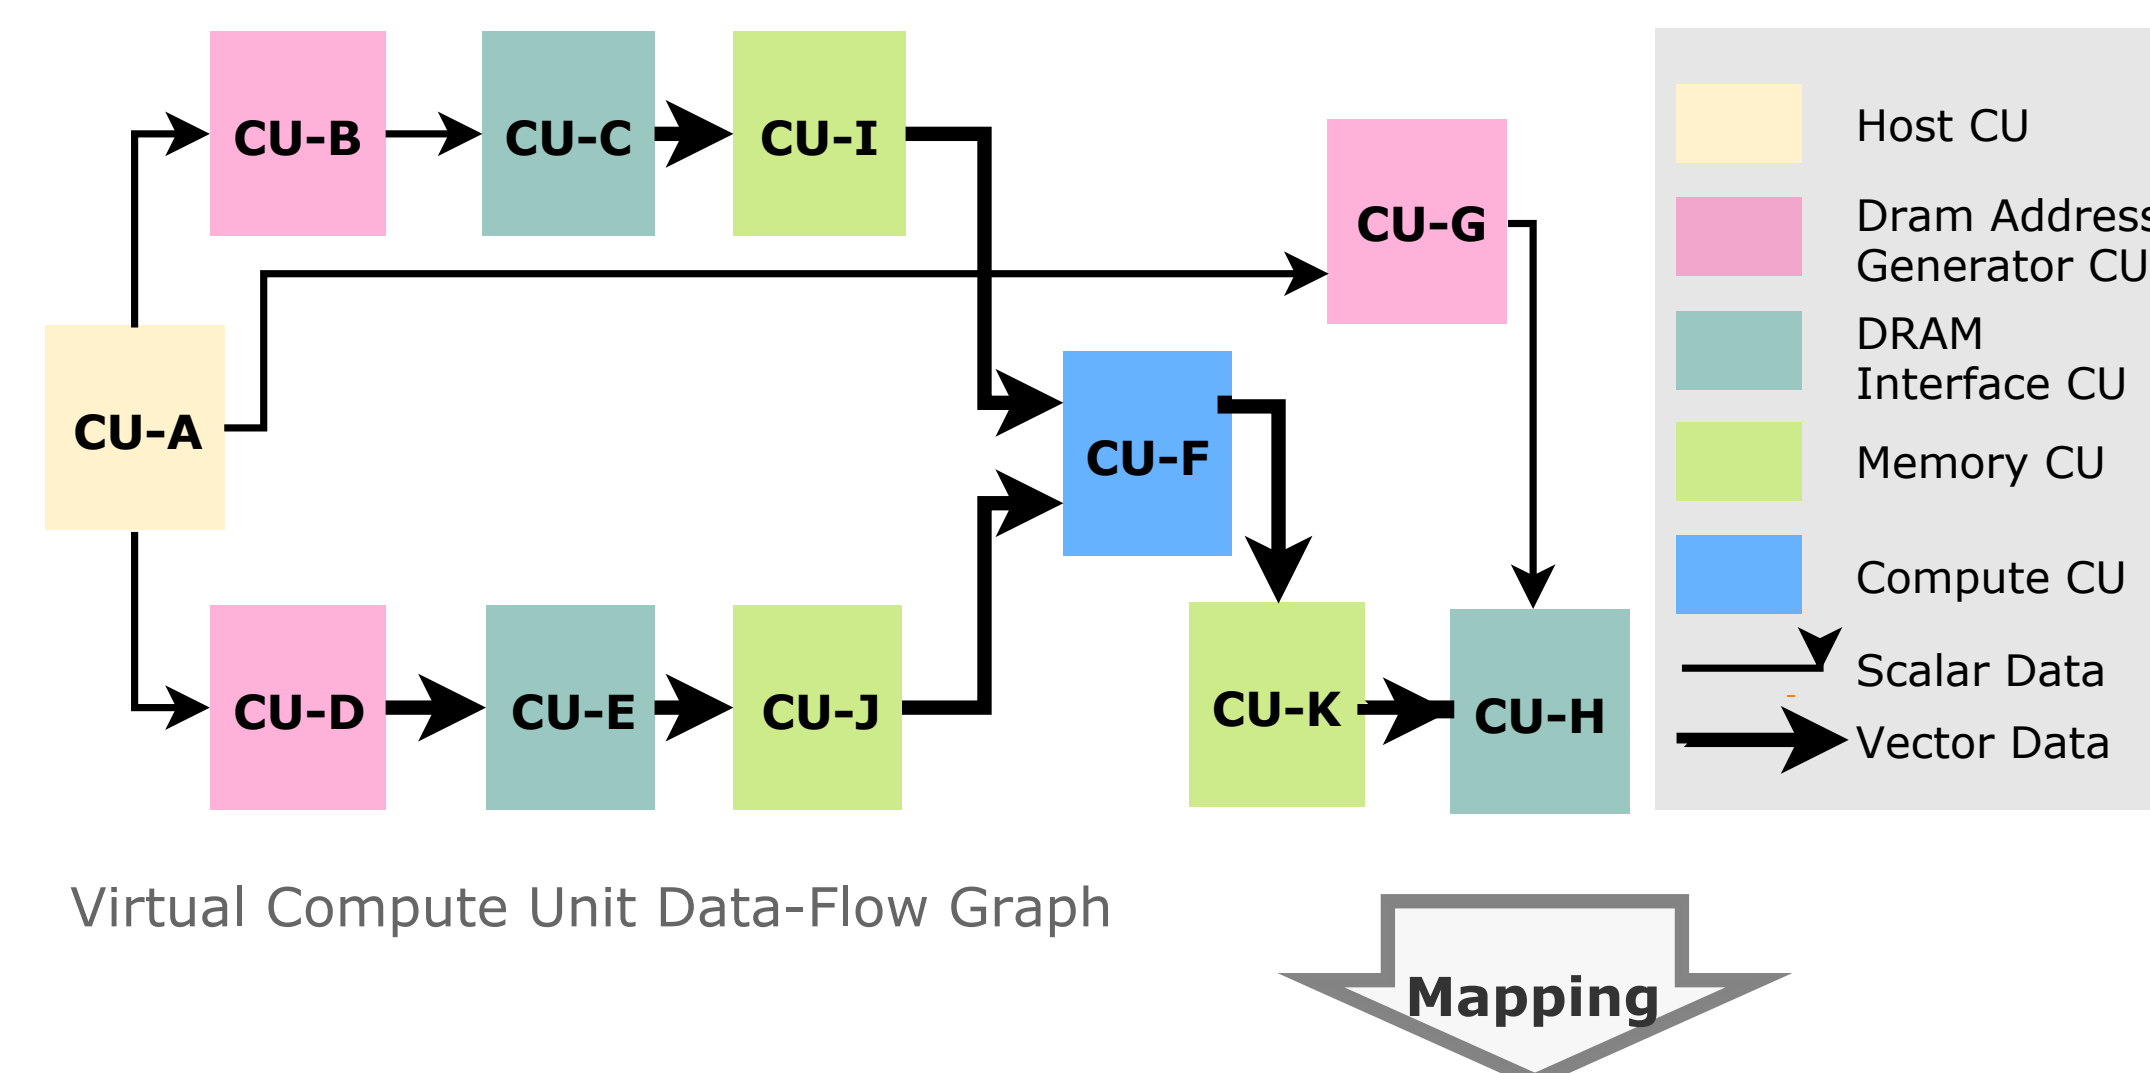 CU-B
CU-C
CU-I
CU-G
CU-A
CU-F
CU-D
CU-E
CU-J
CU-K
CU-H
Host CU
Dram Address
Generator CU
DRAM
Interface CU
Memory CU
Compute CU
Scalar Data
Vector Data
Virtual Compute Unit Data-Flow Graph
Mapping